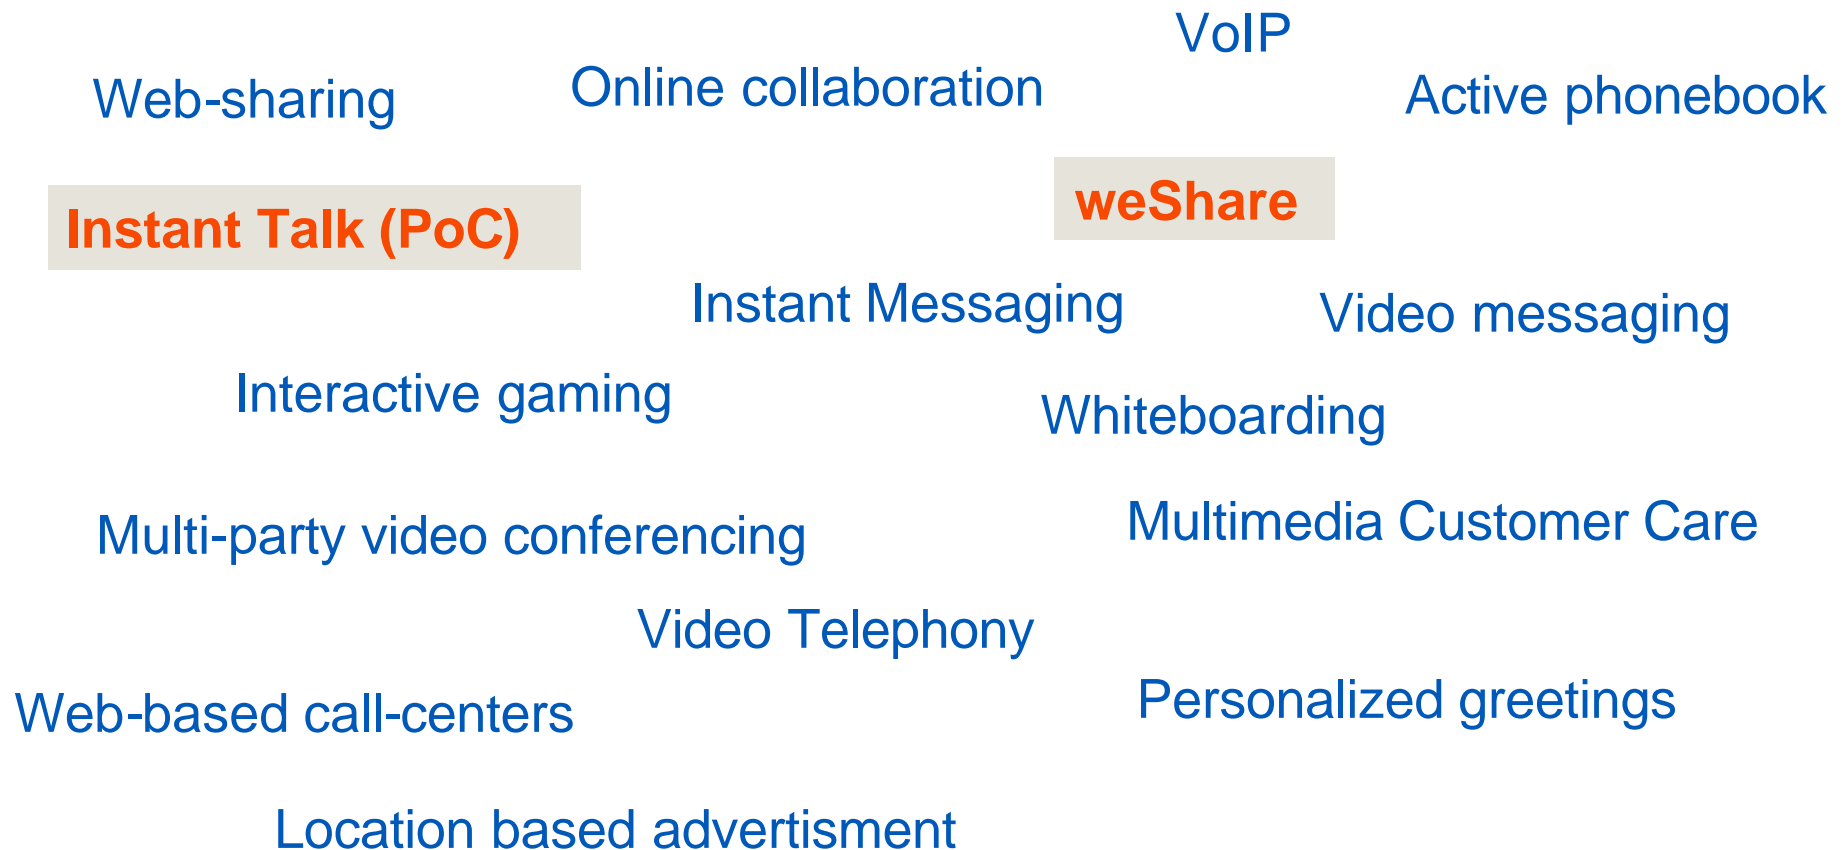 VoIP
Web-sharing
Online collaboration
Active phonebook
Instant Talk (PoC)
weShare
Instant Messaging
Video messaging
Interactive gaming
Whiteboarding
Multi-party video conferencing
Multimedia Customer Care
Video Telephony
Web-based call-centers
Personalized greetings
Location based advertisment